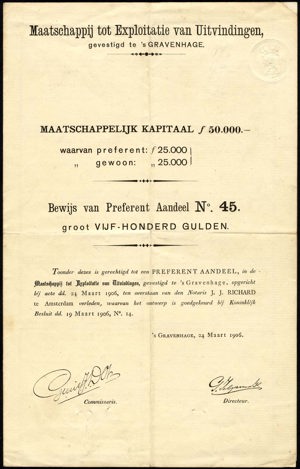 Maatschappij tot Exploitatie van Uitvindingen,
gevestigd te 's GRAVENHAGE.
MAATSCHAPPELIJK KAPITAAL f 50.000.—
waarvan preferent: f 25.000
„ gewoon: „ 25.000
Bewijs van Preferent Aandeel No. 45.
groot VIJF-HONDERD GULDEN.
Toonder dezes is gerechtigd tot een PREFERENT AANDEEL, in de
Maatschappij tot Exploitatie van Uitvindingen, gevestigd te 's Gravenhage, opgericht
bij acte dd. 24 Maart 1906, ten overstaan van den Notaris J. J. RICHARD
te Amsterdam verleden, waarvan het ontwerp is goedgekeurd bij Koninklijk
Besluit dd. 19 Maart 1906, No. 14.
's GRAVENHAGE, 24 Maart 1906.
Commissaris.
Directeur.